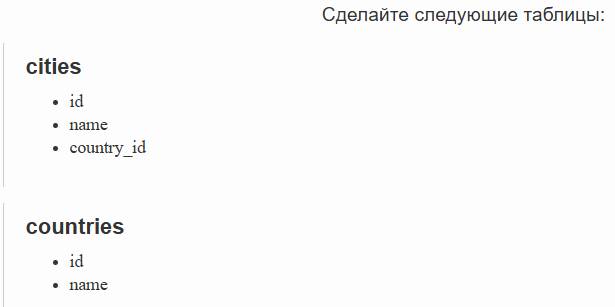 Сделайте следующие таблицы:
cities
id
name
country_id
countries
id
name